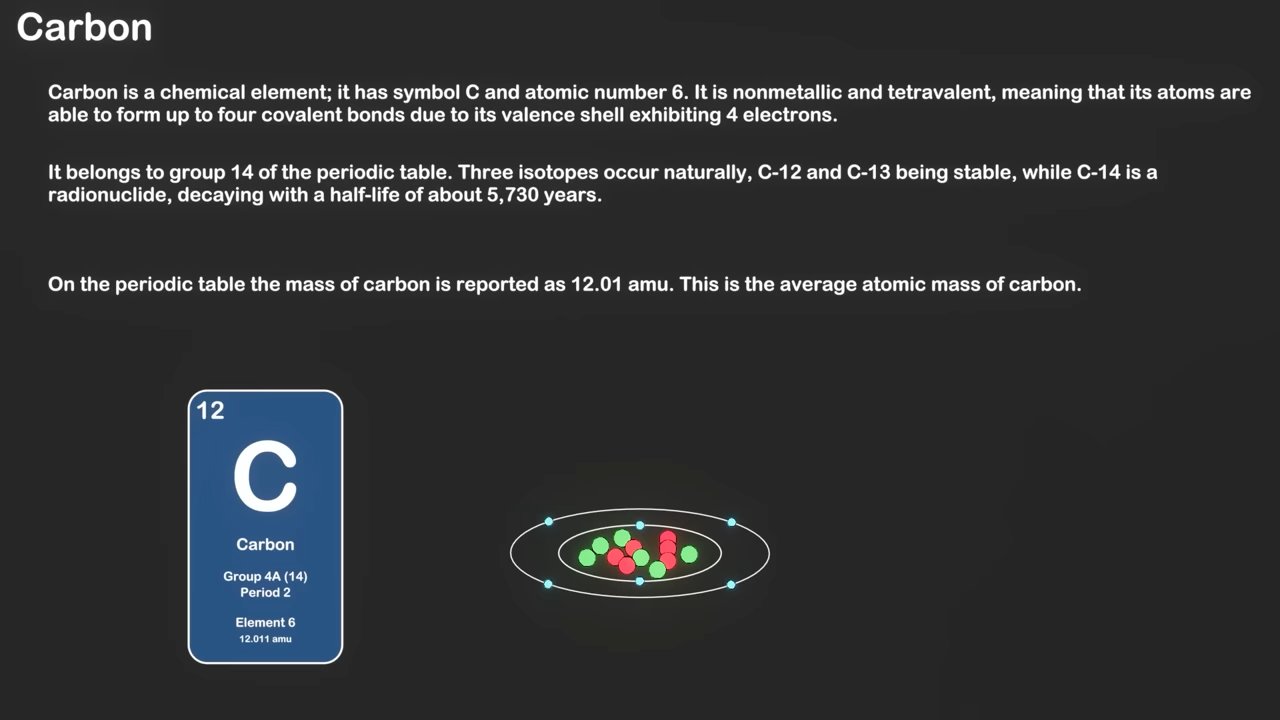 Carbon
Carbon is a chemical element; it has symbol C and atomic number 6. It is nonmetallic and tetravalent, meaning that its atoms are
able to form up to four covalent bonds due to its valence shell exhibiting 4 electrons.
It belongs to group 14 of the periodic table. Three isotopes occur naturally, C-12 and C-13 being stable, while C-14 is a
radionuclide, decaying with a half-life of about 5,730 years.
On the periodic table the mass of carbon is reported as 12.01 amu. This is the average atomic mass of carbon.
12
C
Carbon
Group 4A (14)
Period 2
Element 6
12.011 amu